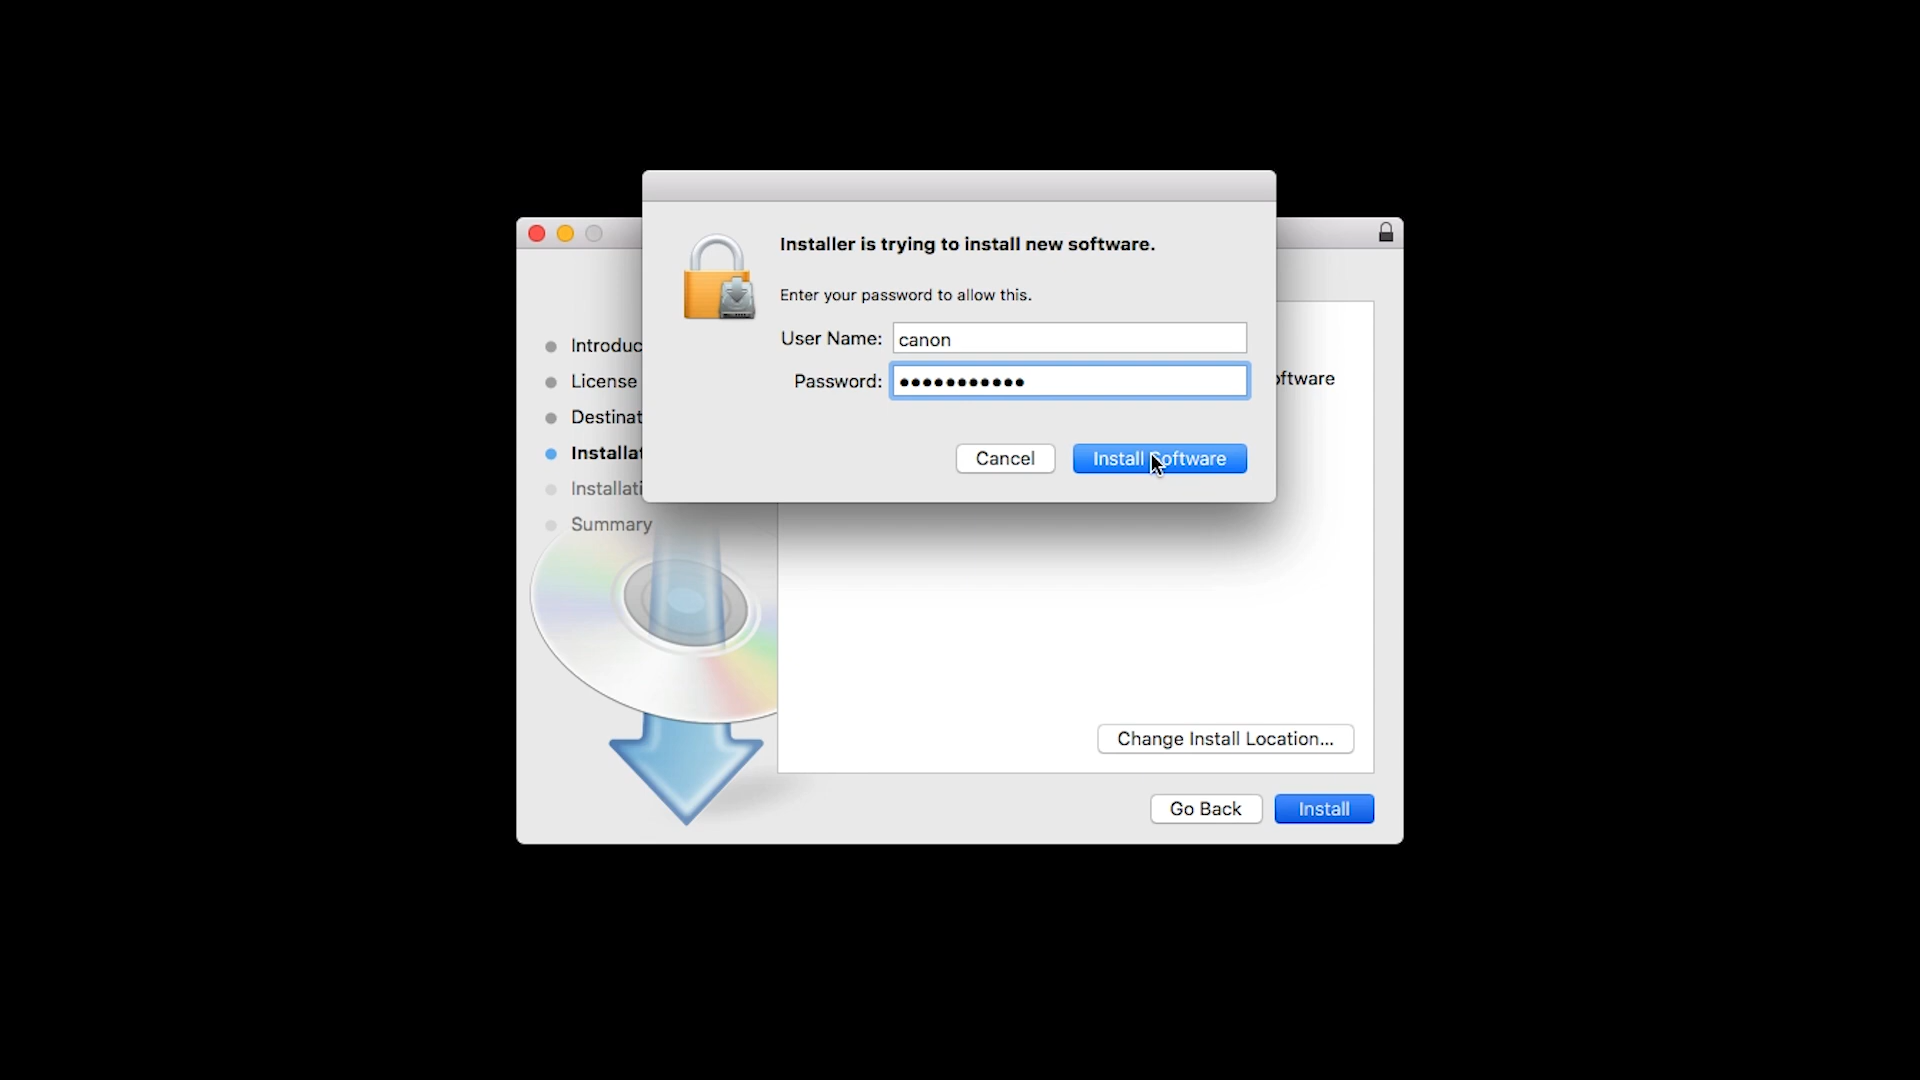 Installer is trying to install new software.
Enter your password to allow this.
User Name: canon
Password: ●●●●●●●●●●●
Cancel
Install Software
Introduc
License
Destinat
Installat
Installati
Summary
ftware
Change Install Location...
Go Back
Install